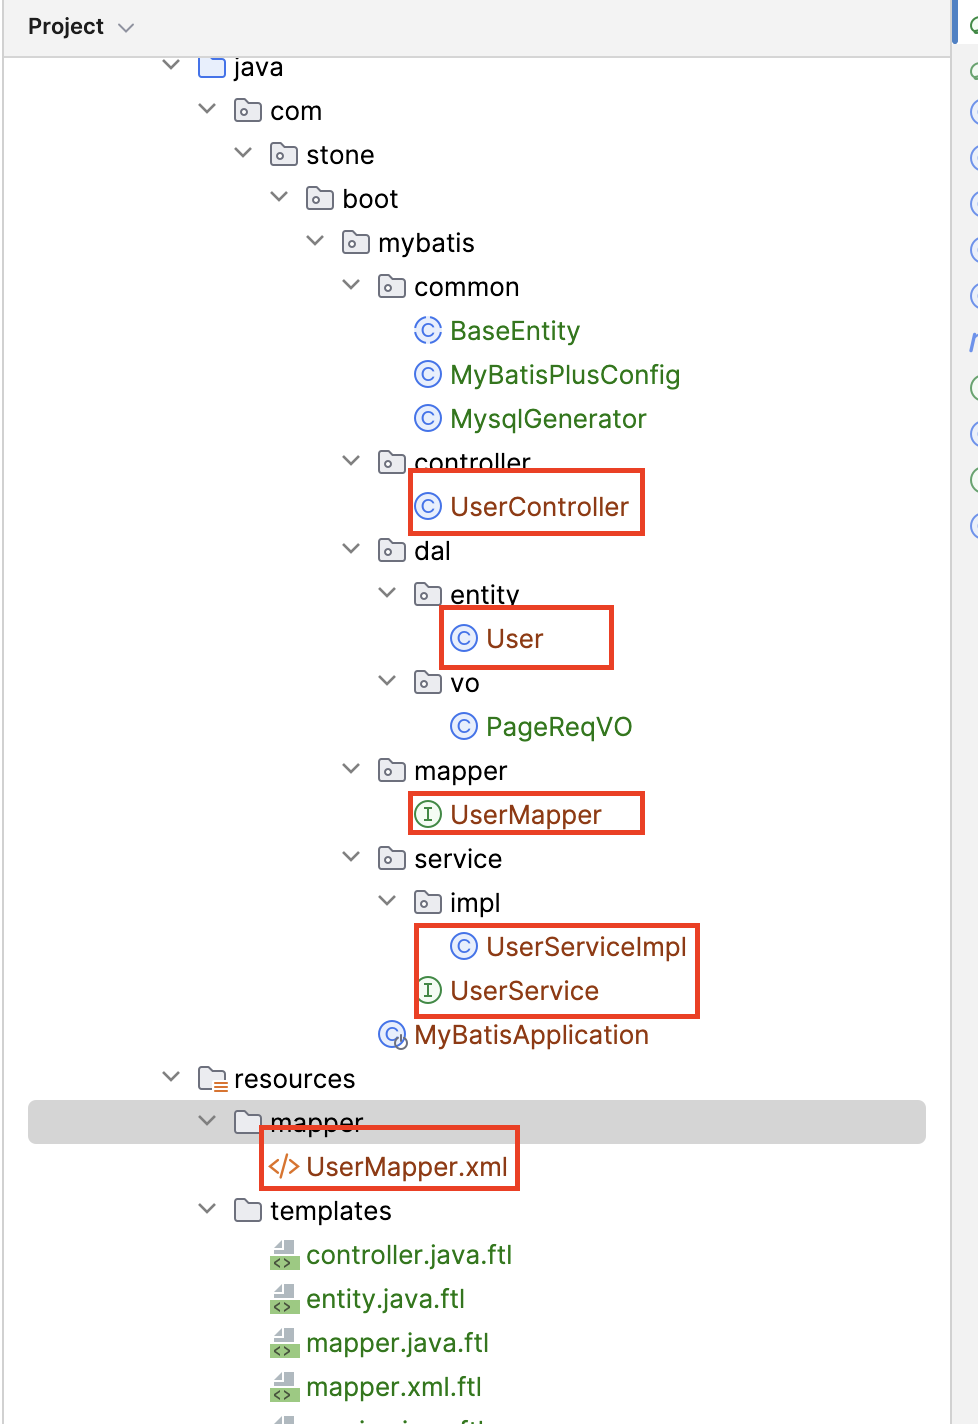 Project
java
com
stone
boot
mybatis
common
BaseEntity
MyBatisPlusConfig
MysqlGenerator
controller
UserController
dal
entity
User
vo
PageReqVO
mapper
UserMapper
service
impl
UserServiceImpl
UserService
MyBatisApplication
resources
mapper
UserMapper.xml
templates
controller.java.ftl
entity.java.ftl
mapper.java.ftl
mapper.xml.ftl